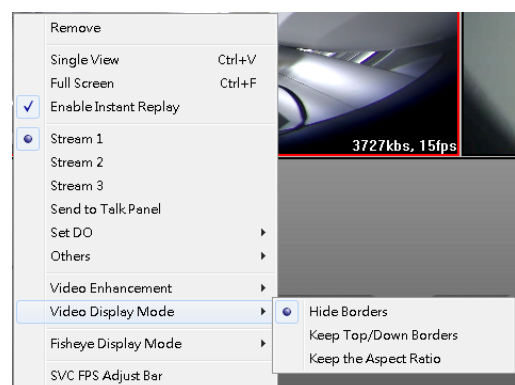 Remove
Single View Ctrl+V
Full Screen Ctrl+F
Enable Instant Replay
3727kbs, 15fps
Stream 1
Stream 2
Stream 3
Send to Talk Panel
Set DO
Others
Video Enhancement
Video Display Mode
Hide Borders
Keep Top/Down Borders
Keep the Aspect Ratio
Fisheye Display Mode
SVC FPS Adjust Bar